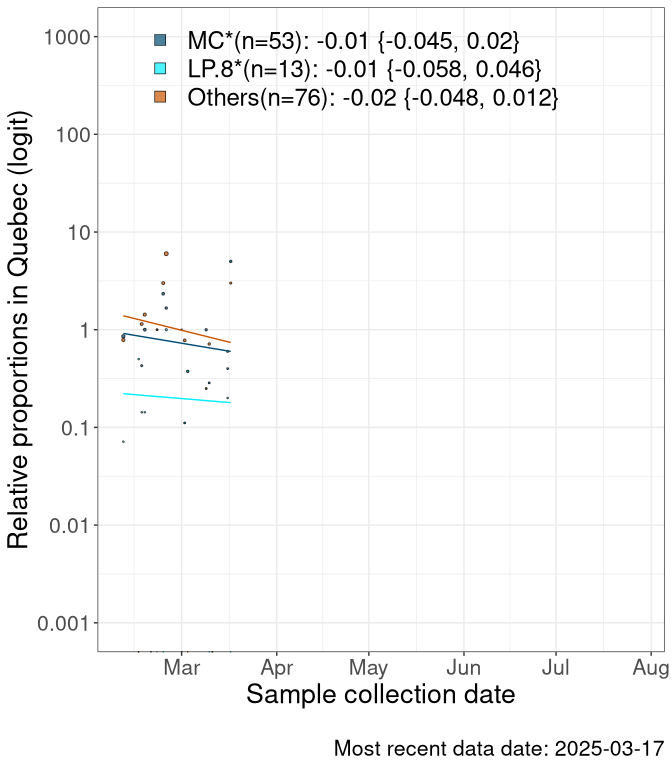 MC*(n=53): -0.01 {-0.045, 0.02}
LP.8*(n=13): -0.01 {-0.058, 0.046}
Others(n=76): -0.02 {-0.048, 0.012}
Relative proportions in Quebec (logit)
1000
100
10
1
0.1
0.01
0.001
Mar Apr May Jun Jul Aug
Sample collection date
Most recent data date: 2025-03-17